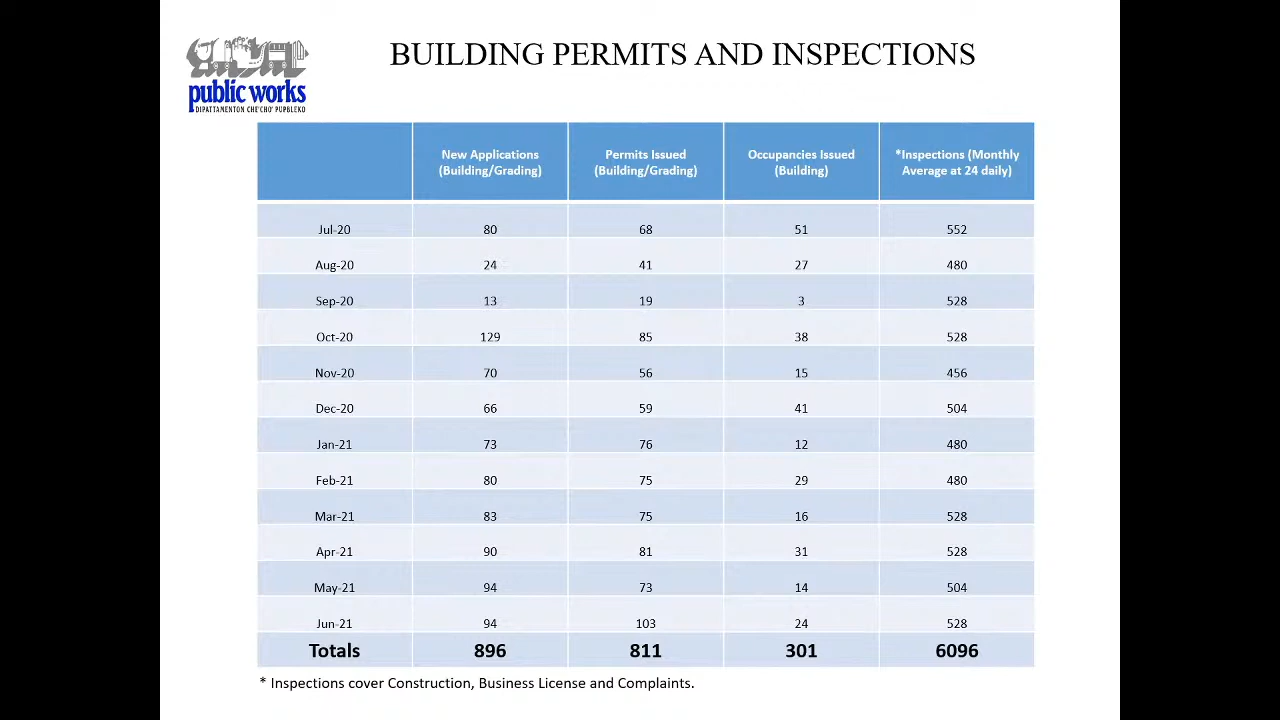 BUILDING PERMITS AND INSPECTIONS
public works
DIPATTAMENTON CHE'CHO' PUPBLEKO
New Applications (Building/Grading) Permits Issued (Building/Grading) Occupancies Issued (Building) *Inspections (Monthly Average at 24 daily)
Jul-20 80 68 51 552
Aug-20 24 41 27 480
Sep-20 13 19 3 528
Oct-20 129 85 38 528
Nov-20 70 56 15 456
Dec-20 66 59 41 504
Jan-21 73 76 12 480
Feb-21 80 75 29 480
Mar-21 83 75 16 528
Apr-21 90 81 31 528
May-21 94 73 14 504
Jun-21 94 103 24 528
Totals 896 811 301 6096
* Inspections cover Construction, Business License and Complaints.